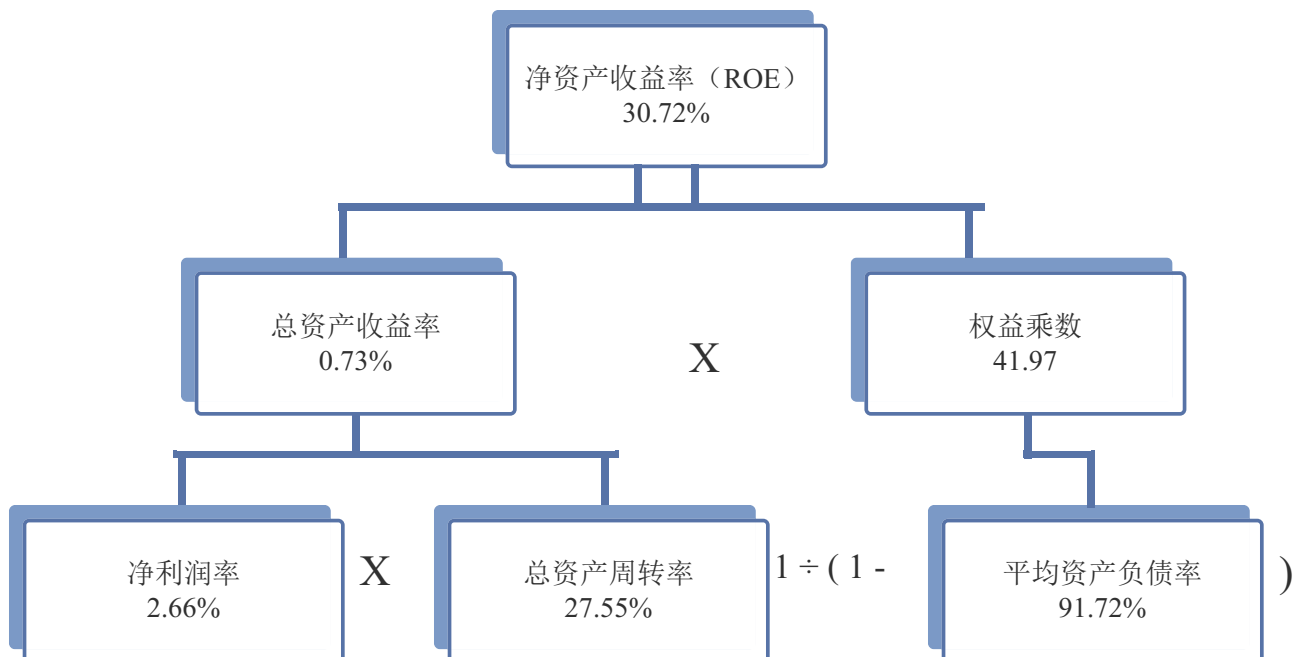 净资产收益率（ROE）
30.72%
总资产收益率
0.73%
X
权益乘数
41.97
净利润率
2.66%
X
总资产周转率
27.55%
1 ÷ ( 1 -
平均资产负债率
91.72%
)